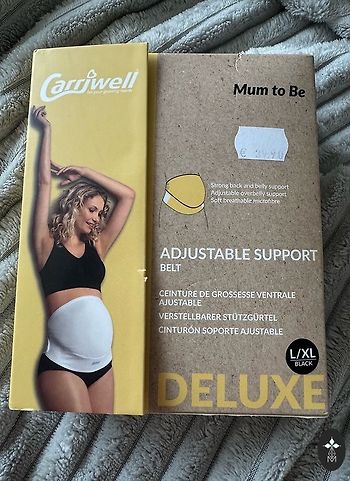 Carriwell
Mum to Be
Strong back and belly support
Adjustable overbelly support
Soft breathable microfibre
ADJUSTABLE SUPPORT
BELT
CEINTURE DE GROSSESSE VENTRALE
AJUSTABLE
VERSTELLBARER STÜTZGÜRTEL
CINTURÓN SOPORTE AJUSTABLE
L/XL
BLACK
DELUXE